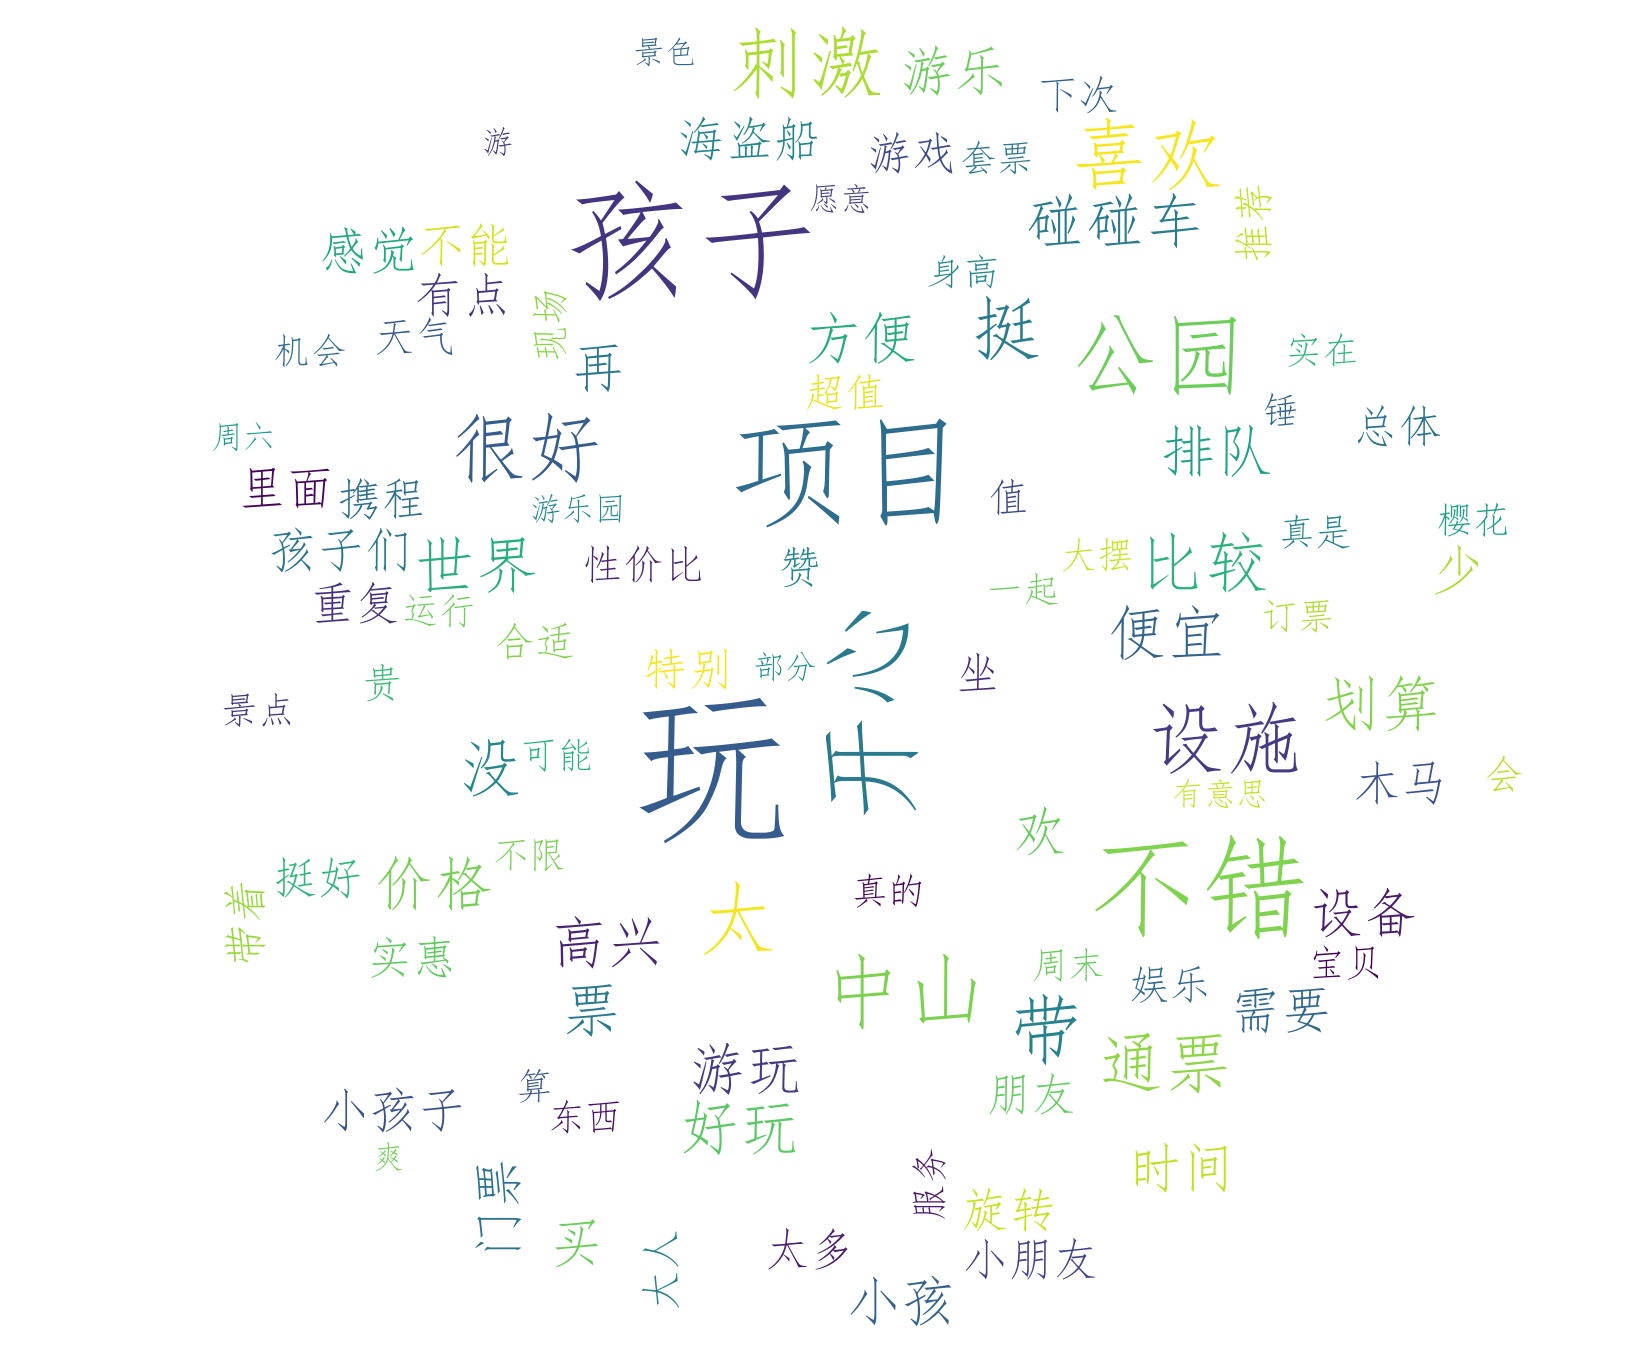 景色
刺激
游乐
下次
游
海盗船
游戏
套票
喜欢
孩子
愿意
碰碰车
推荐
感觉
不能
有点
身高
现场
天气
机会
再
方便
挺
公园
实在
超值
锤
总体
周六
很好
项目
排队
里面
携程
游乐园
值
孩子们
世界
性价比
赞
大摆
比较
真是
樱花
少
重复
运行
一起
便宜
订票
合适
开心
特别
部分
坐
贵
景点
玩
设施
划算
没
可能
木马
会
有意思
欢
不错
挺好
价格
不限
带着
太
真的
设备
实惠
高兴
宝贝
中山
周末
娱乐
票
带
需要
游玩
通票
算
朋友
小孩子
东西
好玩
爽
门票
服务
时间
旋转
买
大人
太多
小朋友
小孩